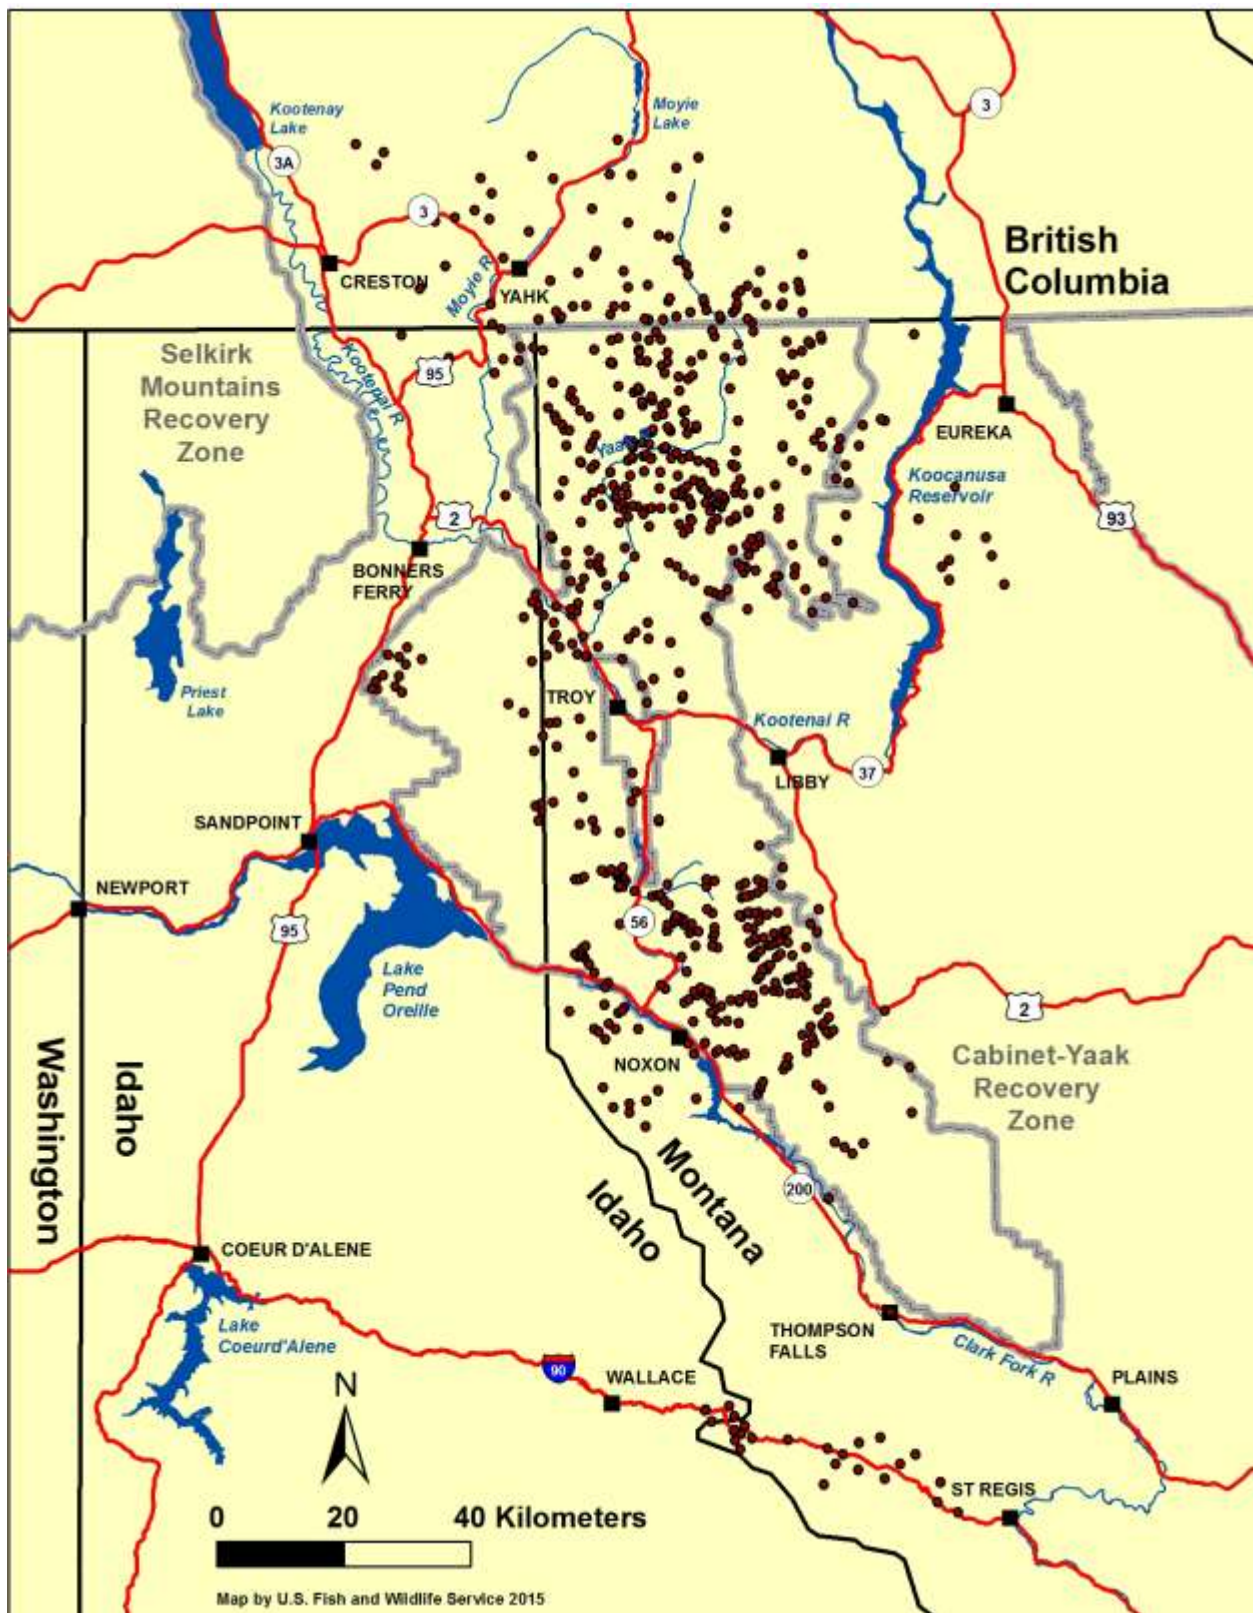 Kootenay
Lake
Moyie
Lake
3
3A
3
British
Columbia
CRESTON
Moyie R
YAHK
Selkirk
Mountains
Recovery
Zone
Kootenai R
95
EUREKA
Yaak R
Koocanusa
Reservoir
2
93
BONNERS
FERRY
Priest
Lake
TROY
Kootenai R
LIBBY
37
SANDPOINT
NEWPORT
56
95
Lake
Pend
Oreille
2
Washington
Idaho
NOXON
Cabinet-Yaak
Recovery
Zone
Montana
Idaho
200
COEUR D'ALENE
Lake
Coeurd'Alene
THOMPSON
FALLS
Clark Fork R
90
WALLACE
PLAINS
N
ST REGIS
0 20 40 Kilometers
Map by U.S. Fish and Wildlife Service 2015